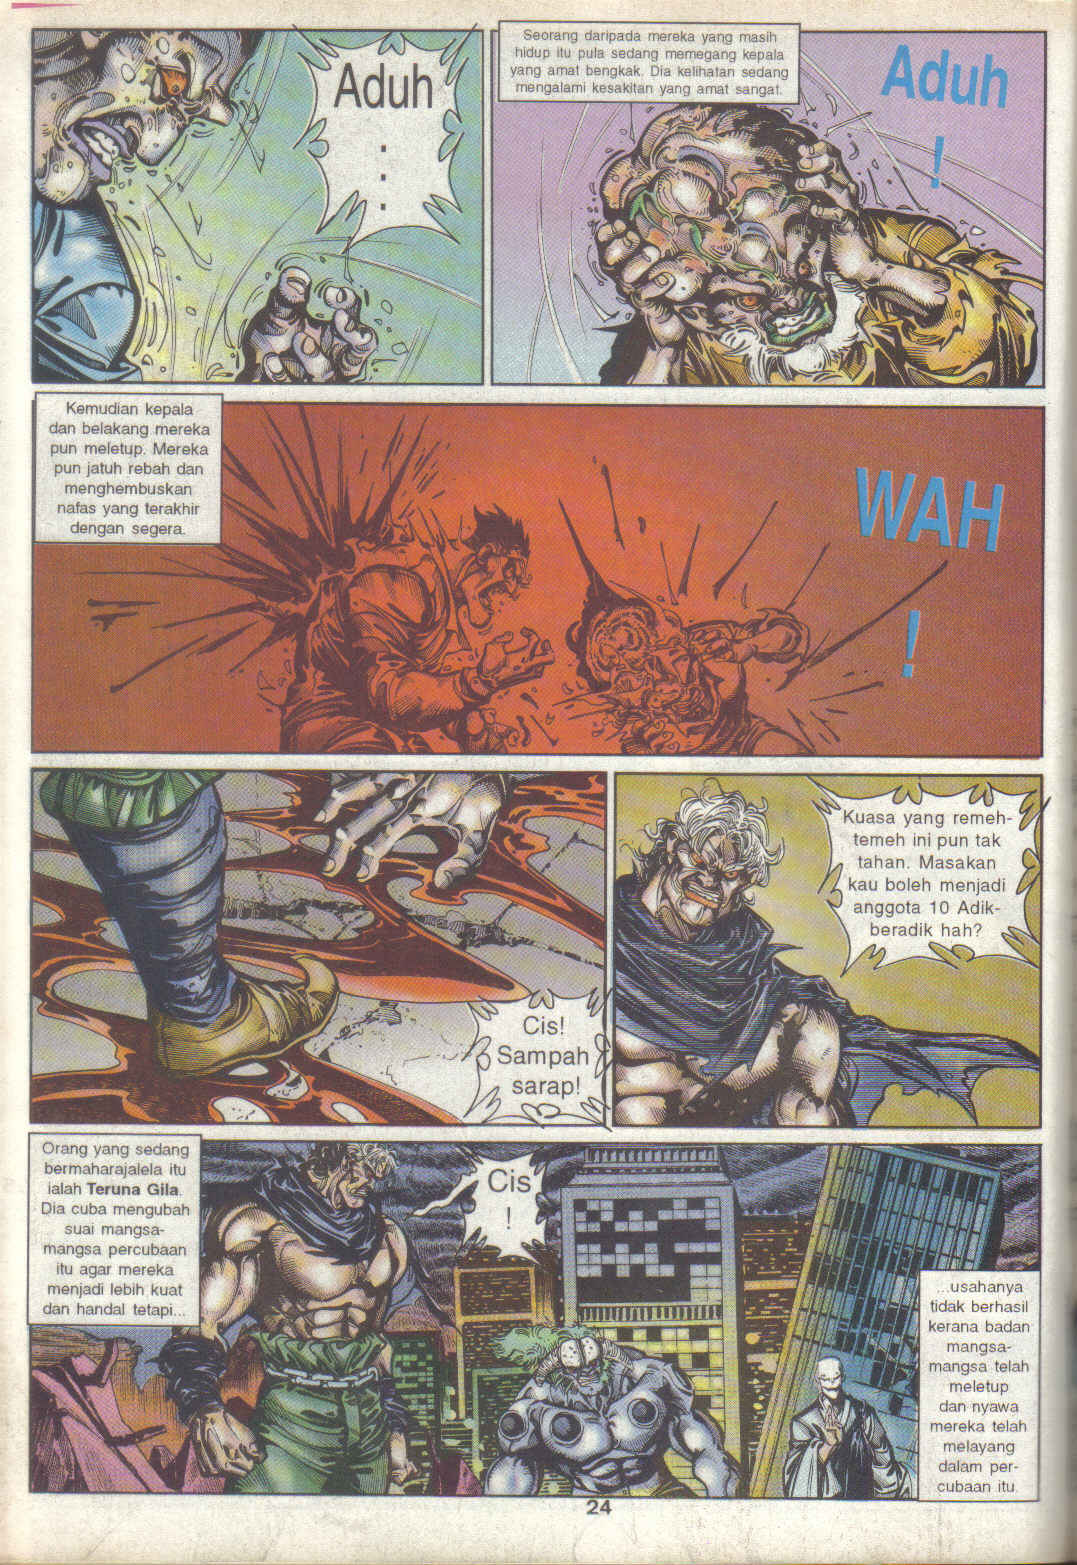 Aduh
. . .
Seorang daripada mereka yang masih
hidup itu pula sedang memegang kepala
yang amat bengkak. Dia kelihatan sedang
mengalami kesakitan yang amat sangat.
Aduh
!
Kemudian kepala
dan belakang mereka
pun meletup. Mereka
pun jatuh rebah dan
menghembuskan
nafas yang terakhir
dengan segera.
WAH
!
Cis!
Sampah
sarap!
Kuasa yang remeh-
temeh ini pun tak
tahan. Masakan
kau boleh menjadi
anggota 10 Adik-
beradik hah?
Orang yang sedang
bermaharajalela itu
ialah Teruna Gila.
Dia cuba mengubah
suai mangsa-
mangsa percubaan
itu agar mereka
menjadi lebih kuat
dan handal tetapi...
Cis
!
...usahanya
tidak berhasil
kerana badan
mangsa-
mangsa telah
meletup
dan nyawa
mereka telah
melayang
dalam per-
cubaan itu.
24